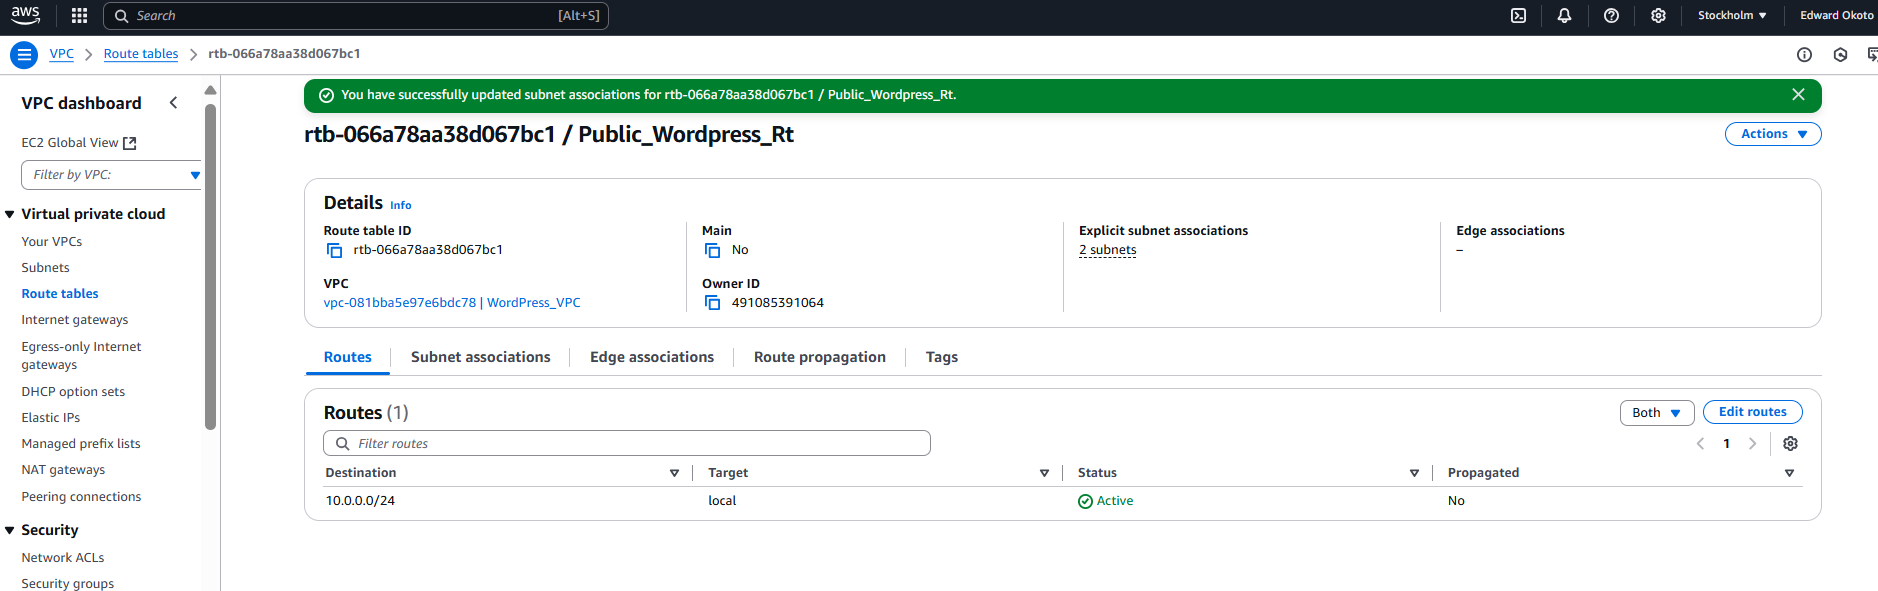 aws
Search [Alt+S]
Stockholm Edward Okoto
VPC Route tables rtb-066a78aa38d067bc1
VPC dashboard
EC2 Global View
Filter by VPC:
Virtual private cloud
Your VPCs
Subnets
Route tables
Internet gateways
Egress-only Internet
gateways
DHCP option sets
Elastic IPs
Managed prefix lists
NAT gateways
Peering connections
Security
Network ACLs
Security groups
You have successfully updated subnet associations for rtb-066a78aa38d067bc1 / Public_Wordpress_Rt.
rtb-066a78aa38d067bc1 / Public_Wordpress_Rt
Actions
Details Info
Route table ID
rtb-066a78aa38d067bc1
Main
No
Explicit subnet associations
2 subnets
Edge associations
–
VPC
vpc-081bba5e97e6bdc78 | WordPress_VPC
Owner ID
491085391064
Routes Subnet associations Edge associations Route propagation Tags
Routes (1)
Both Edit routes
Filter routes
1
Destination Target Status Propagated
10.0.0.0/24 local Active No